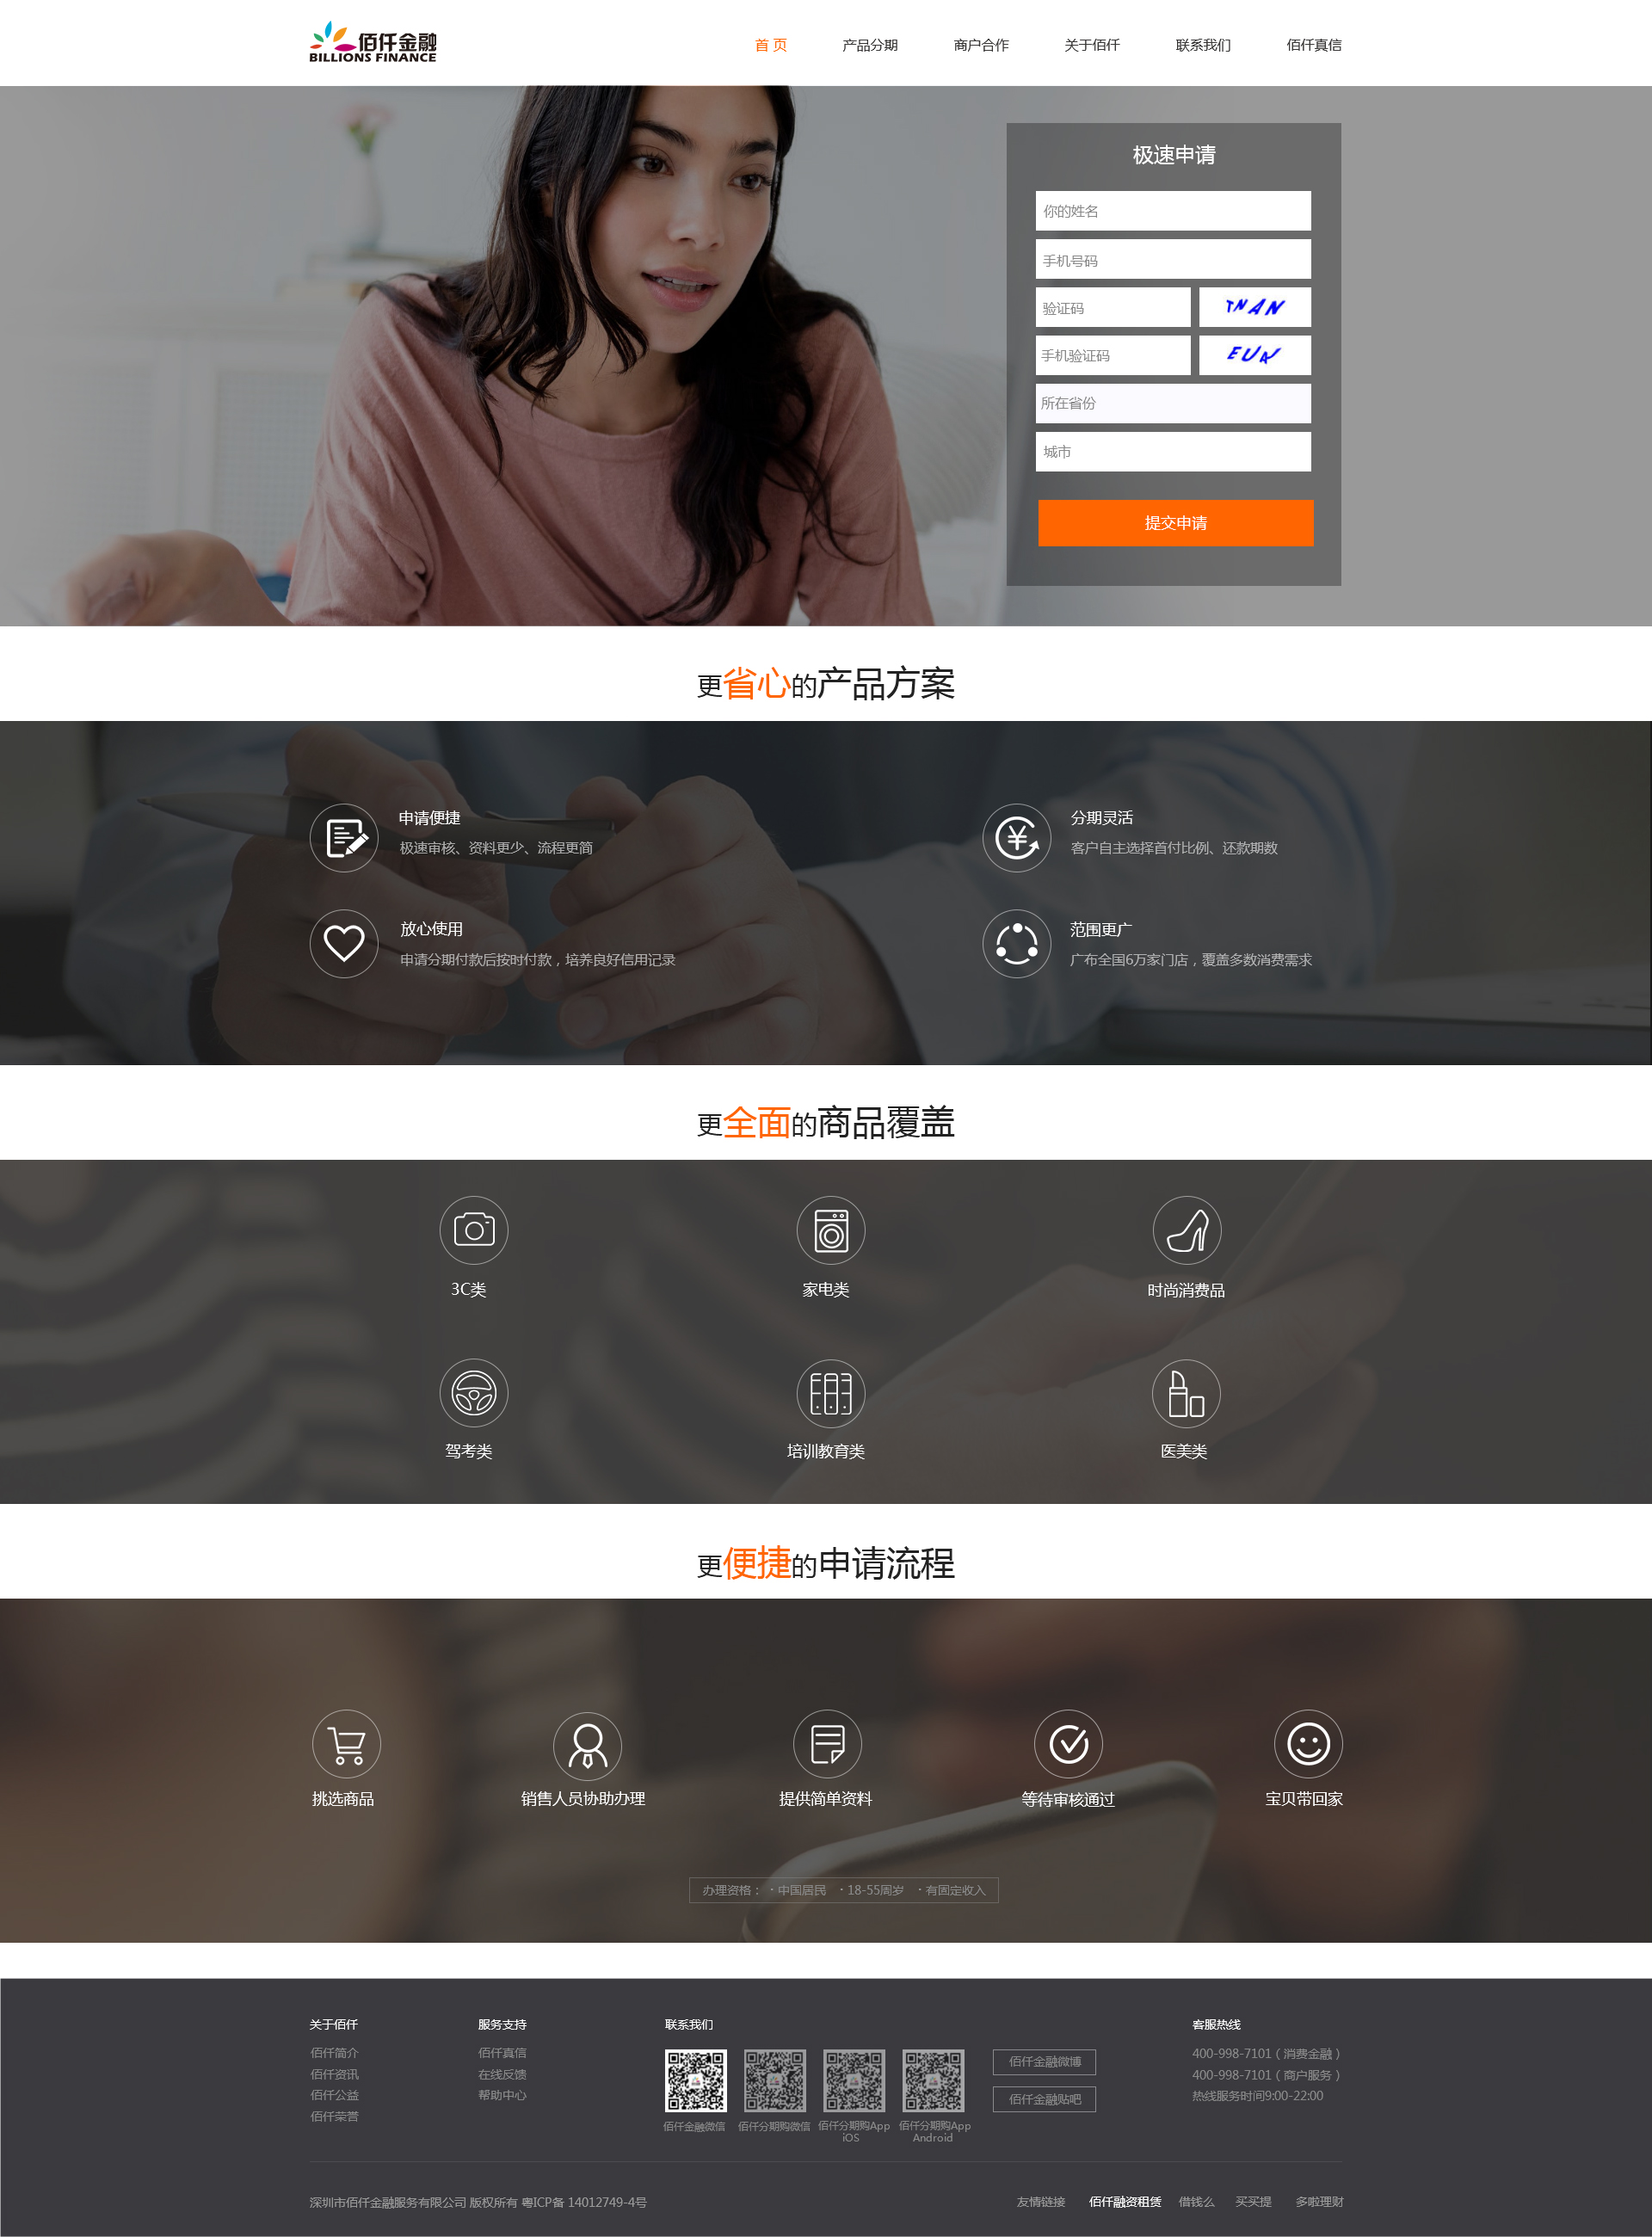 佰仟金融
BILLIONS FINANCE
首 页 产品分期 商户合作 关于佰仟 联系我们 佰仟真信
极速申请
你的姓名
手机号码
验证码 TNAN
手机验证码 EUA
所在省份
城市
提交申请
更省心的产品方案
申请便捷
极速审核、资料更少、流程更简
分期灵活
客户自主选择首付比例、还款期数
放心使用
申请分期付款后按时付款，培养良好信用记录
范围更广
广布全国6万家门店，覆盖多数消费需求
更全面的商品覆盖
3C类 家电类 时尚消费品
驾考类 培训教育类 医美类
更便捷的申请流程
挑选商品 销售人员协助办理 提供简单资料 等待审核通过 宝贝带回家
办理资格： · 中国居民 · 18-55周岁 · 有固定收入
关于佰仟
佰仟简介
佰仟资讯
佰仟公益
佰仟荣誉
服务支持
佰仟真信
在线反馈
帮助中心
联系我们
佰仟金融微信
佰仟分期购微信
佰仟分期购App
iOS
佰仟分期购App
Android
佰仟金融微博
佰仟金融贴吧
客服热线
400-998-7101 ( 消费金融 )
400-998-7101 ( 商户服务 )
热线服务时间9:00-22:00
深圳市佰仟金融服务有限公司 版权所有 粤ICP备 14012749-4号
友情链接 佰仟融资租赁 借钱么 买买提 多啦理财